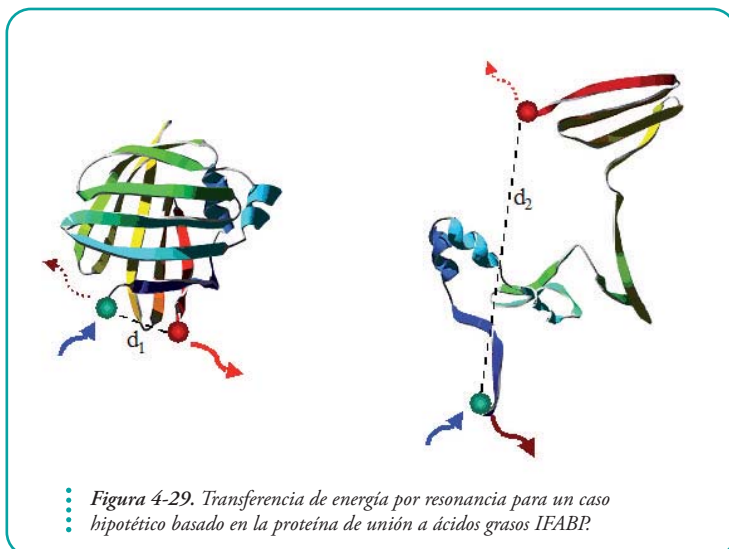 d2
d1
Figura 4-29. Transferencia de energía por resonancia para un caso
hipotético basado en la proteína de unión a ácidos grasos IFABP.